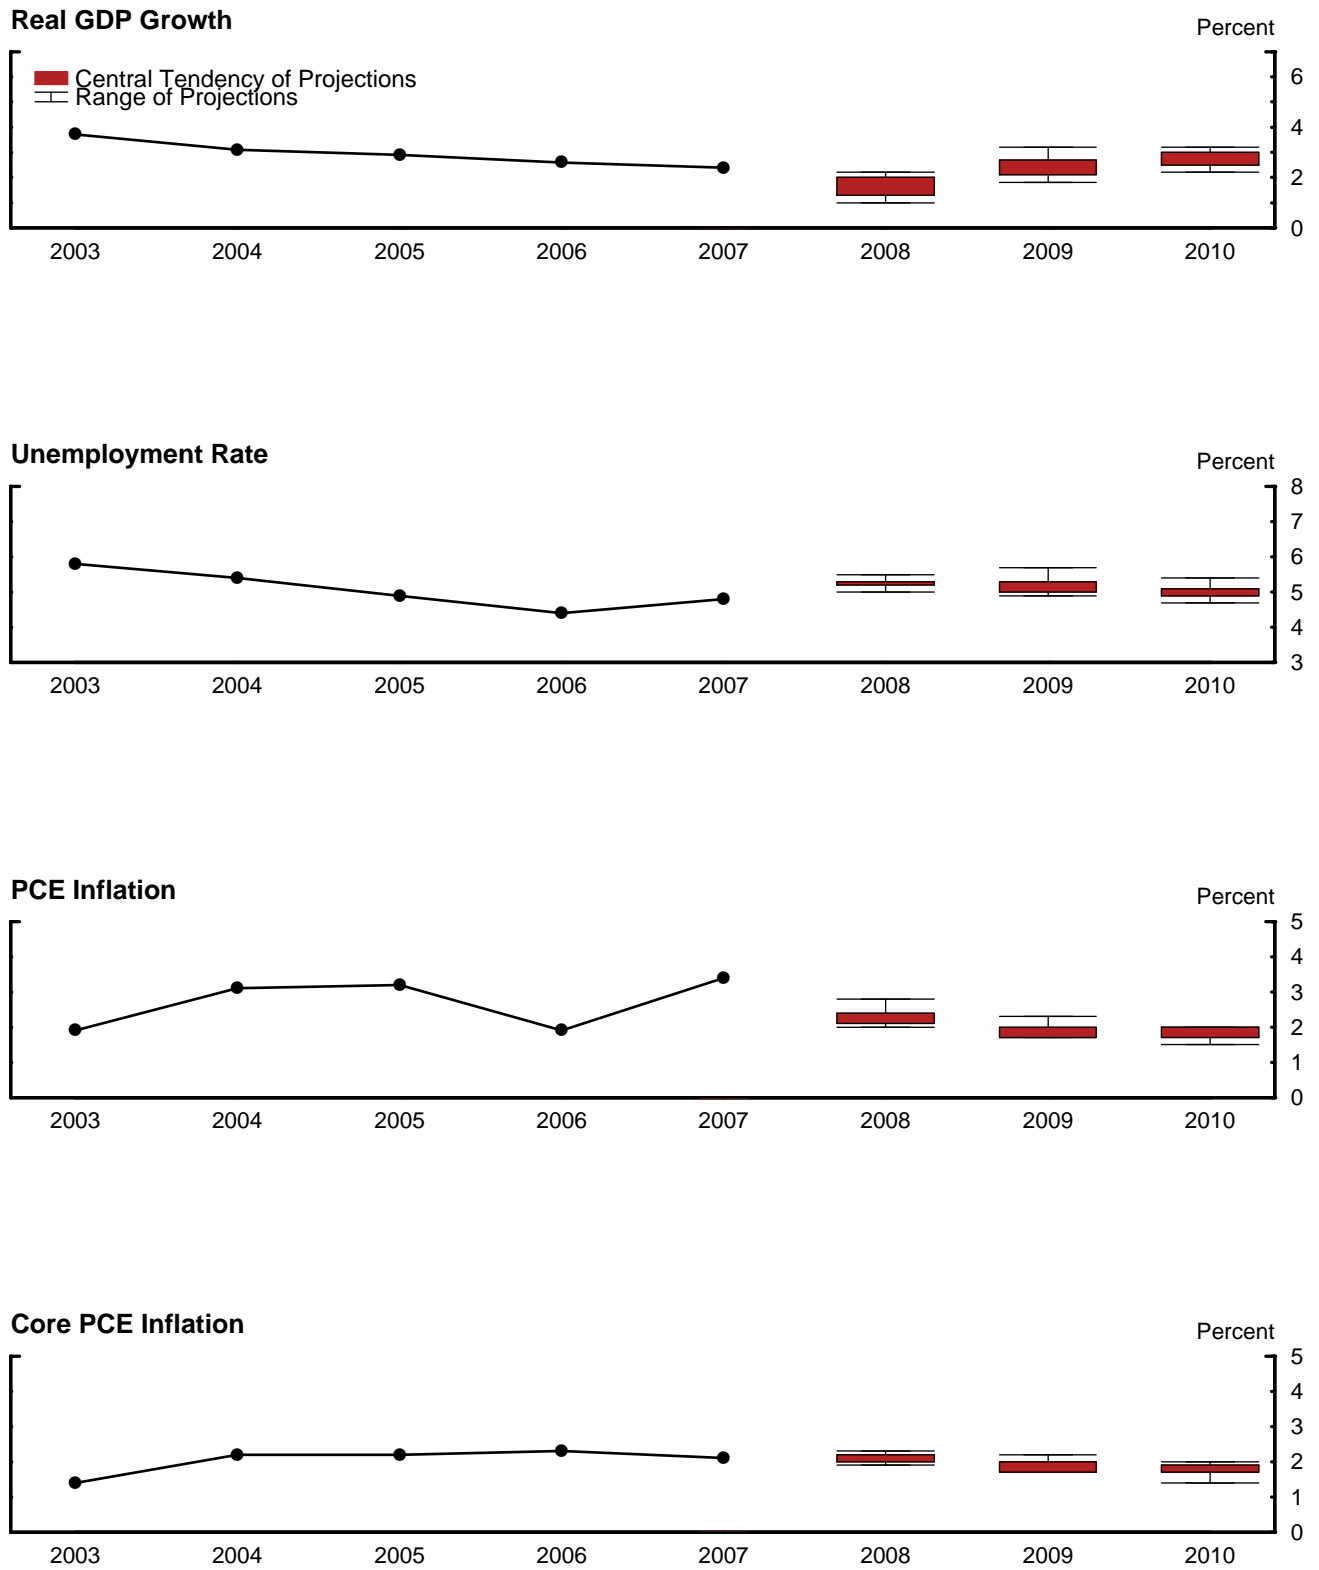 Real GDP Growth
Percent
Central Tendency of Projections
Range of Projections
6
4
2
0
2003 2004 2005 2006 2007 2008 2009 2010
Unemployment Rate
Percent
8
7
6
5
4
3
2003 2004 2005 2006 2007 2008 2009 2010
PCE Inflation
Percent
5
4
3
2
1
0
2003 2004 2005 2006 2007 2008 2009 2010
Core PCE Inflation
Percent
5
4
3
2
1
0
2003 2004 2005 2006 2007 2008 2009 2010